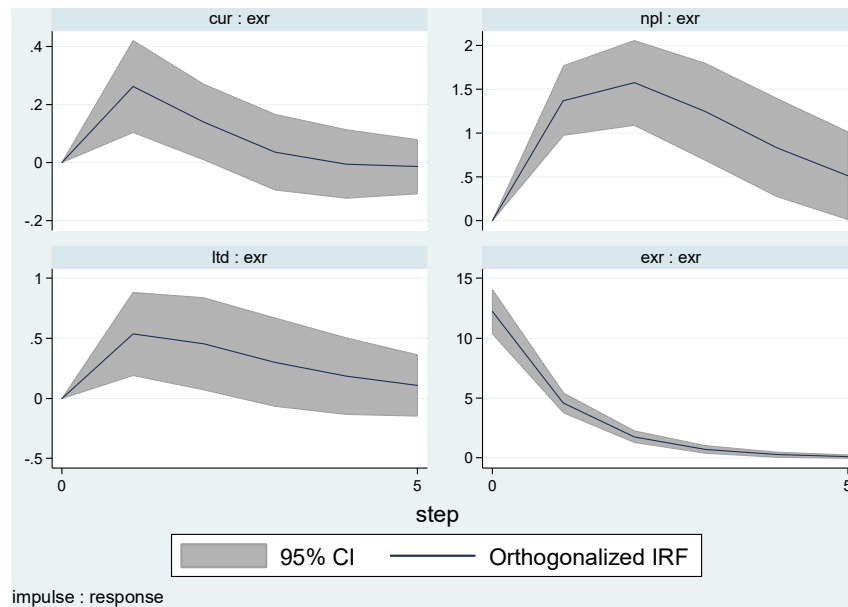 cur : exr
npl : exr
.4
.2
0
-.2
2
1.5
1
.5
0
ltd : exr
exr : exr
1
.5
0
-.5
15
10
5
0
0 5
0 5
step
95% CI Orthogonalized IRF
impulse : response